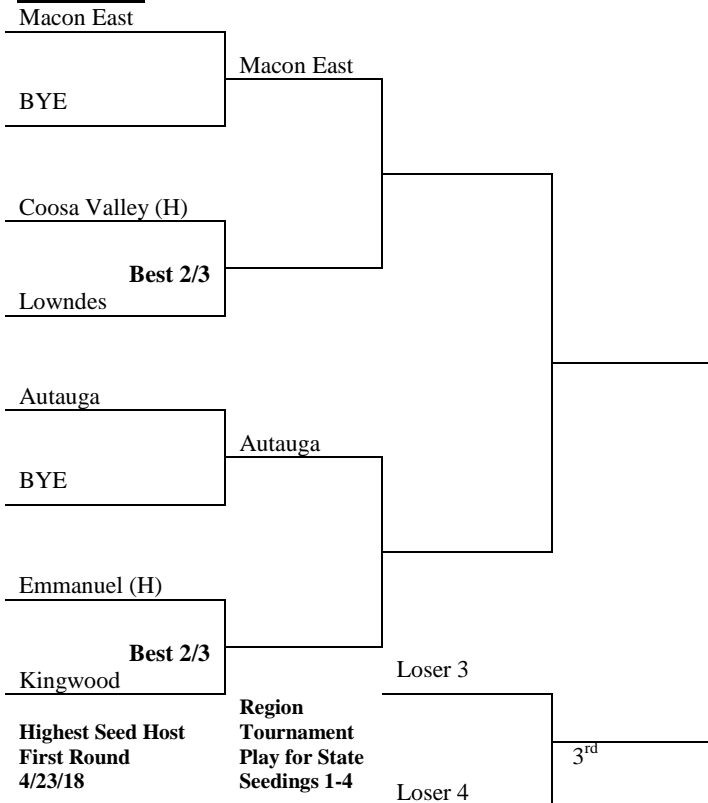 Macon East
Macon East
BYE
Coosa Valley (H)
Best 2/3
Lowndes
Autauga
Autauga
BYE
Emmanuel (H)
Best 2/3
Kingwood
Loser 3
Highest Seed Host
First Round
4/23/18
Region
Tournament
Play for State
Seedings 1-4
3rd
Loser 4